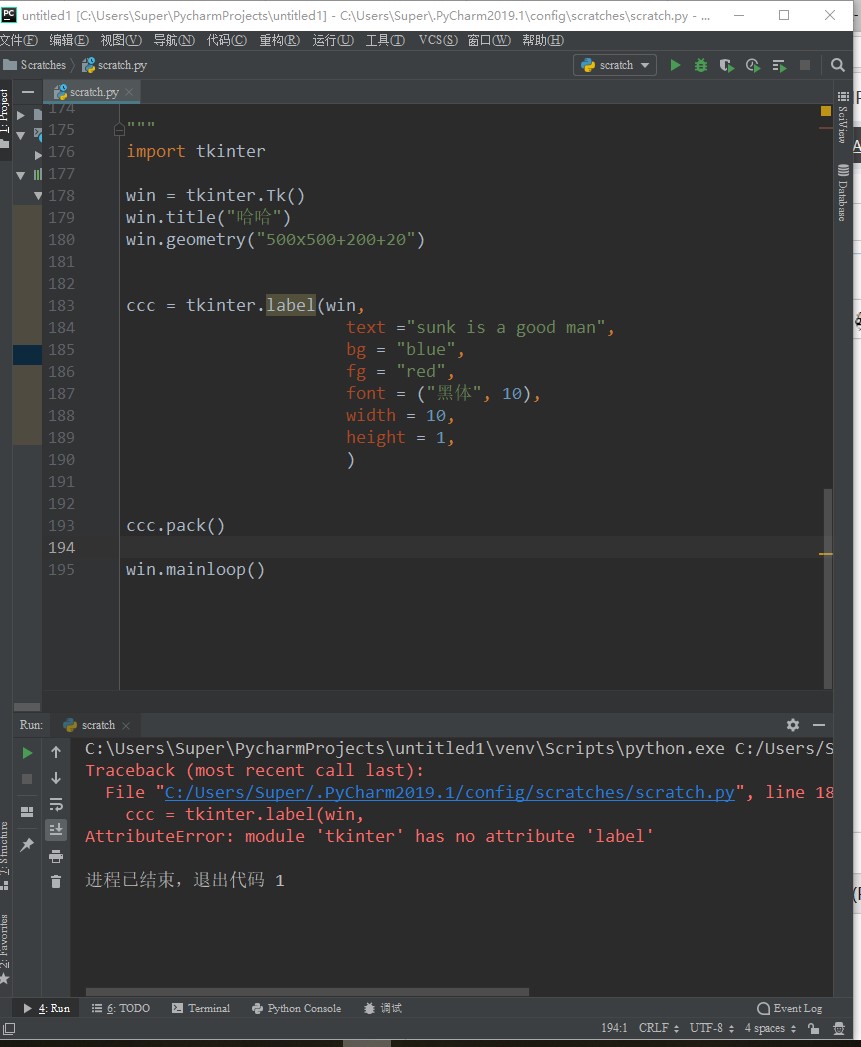 PC untitled1 [C:\Users\Super\PycharmProjects\untitled1] - C:\Users\Super\.PyCharm2019.1\config\scratches\scratch.py - ...
文件(F) 编辑(E) 视图(V) 导航(N) 代码(C) 重构(R) 运行(U) 工具(T) VCS(S) 窗口(W) 帮助(H)
Scratches scratch.py scratch
scratch.py
1: Project
SciView
Database
174
175 """
176 import tkinter
177
178 win = tkinter.Tk()
179 win.title("哈哈")
180 win.geometry("500x500+200+20")
181
182
183 ccc = tkinter.label(win,
184 text ="sunk is a good man",
185 bg = "blue",
186 fg = "red",
187 font = ("黑体", 10),
188 width = 10,
189 height = 1,
190 )
191
192
193 ccc.pack()
194
195 win.mainloop()
Run: scratch
C:\Users\Super\PycharmProjects\untitled1\venv\Scripts\python.exe C:/Users/S
Traceback (most recent call last):
File "C:/Users/Super/.PyCharm2019.1/config/scratches/scratch.py", line 18
ccc = tkinter.label(win,
AttributeError: module 'tkinter' has no attribute 'label'
进程已结束，退出代码 1
7: Structure
2: Favorites
4: Run 6: TODO Terminal Python Console 调试 Event Log
194:1 CRLF UTF-8 4 spaces